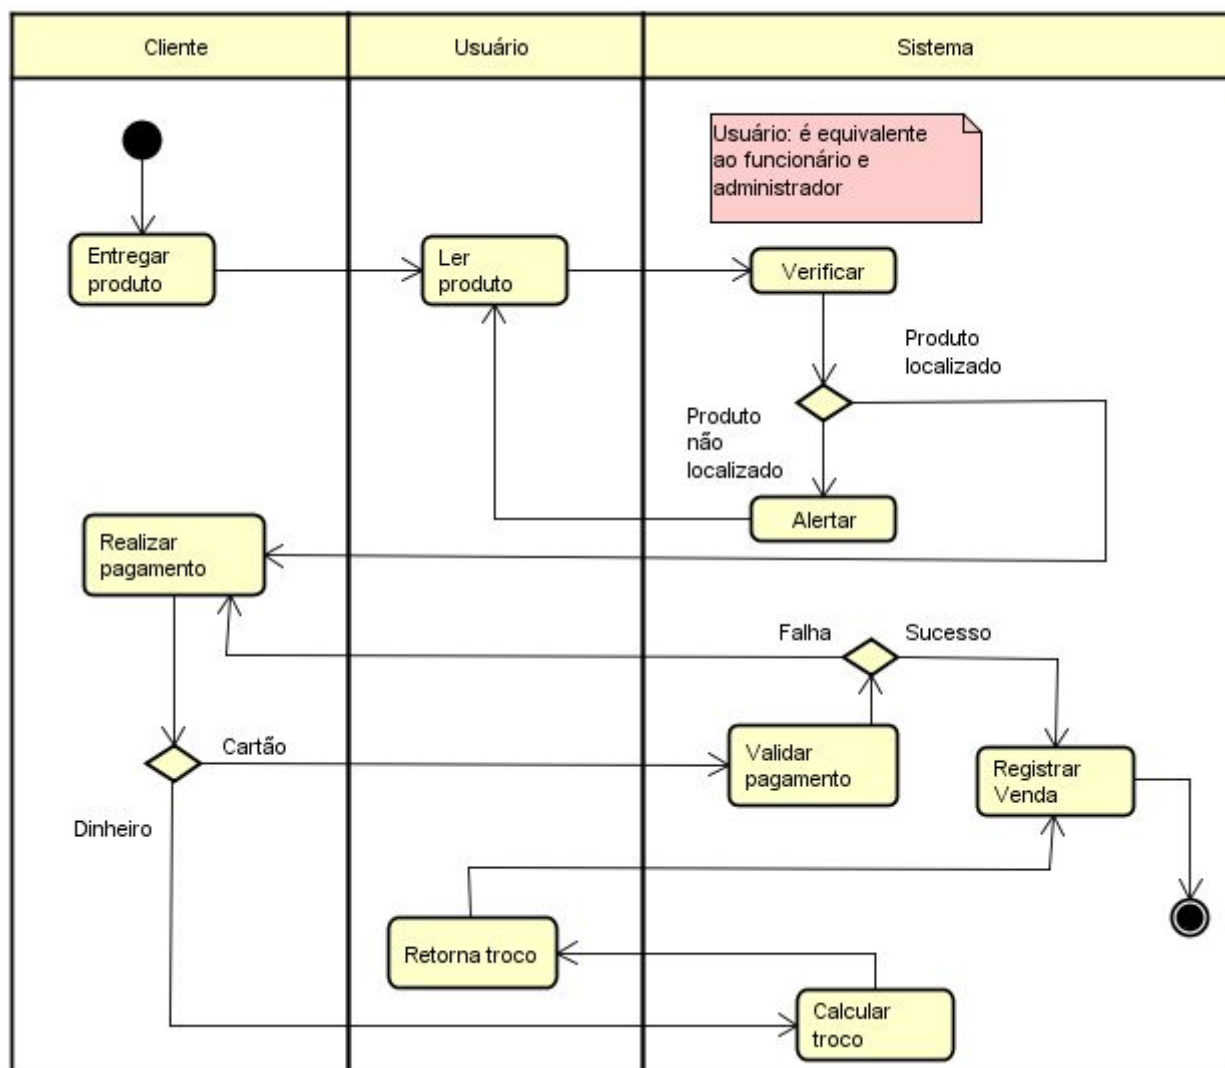 Cliente
Usuário
Sistema
Usuário: é equivalente
ao funcionário e
administrador
Entregar
produto
Ler
produto
Verificar
Produto
localizado
Produto
não
localizado
Alertar
Realizar
pagamento
Falha
Sucesso
Cartão
Validar
pagamento
Registrar
Venda
Dinheiro
Retorna troco
Calcular
troco